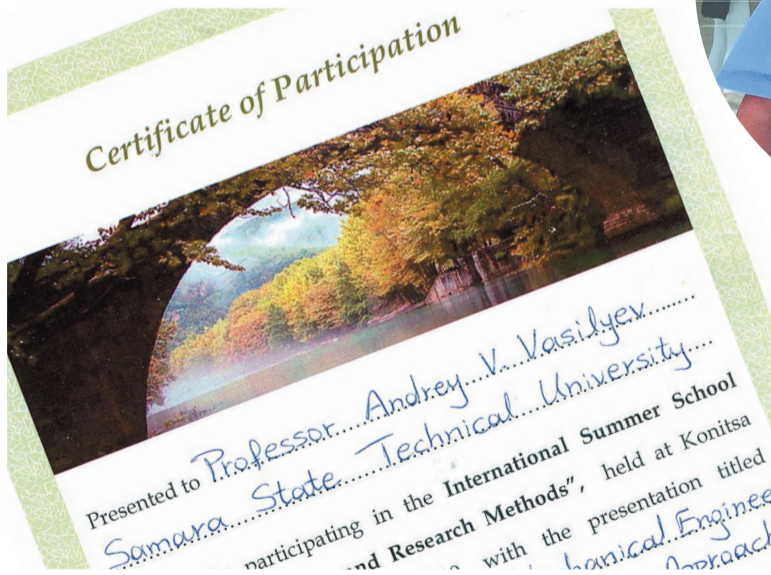 Certificate of Participation
Presented to Professor Andrey V. Vasilyev
Samara State Technical University
participating in the International Summer School
and Research Methods", held at Konitsa
with the presentation titled